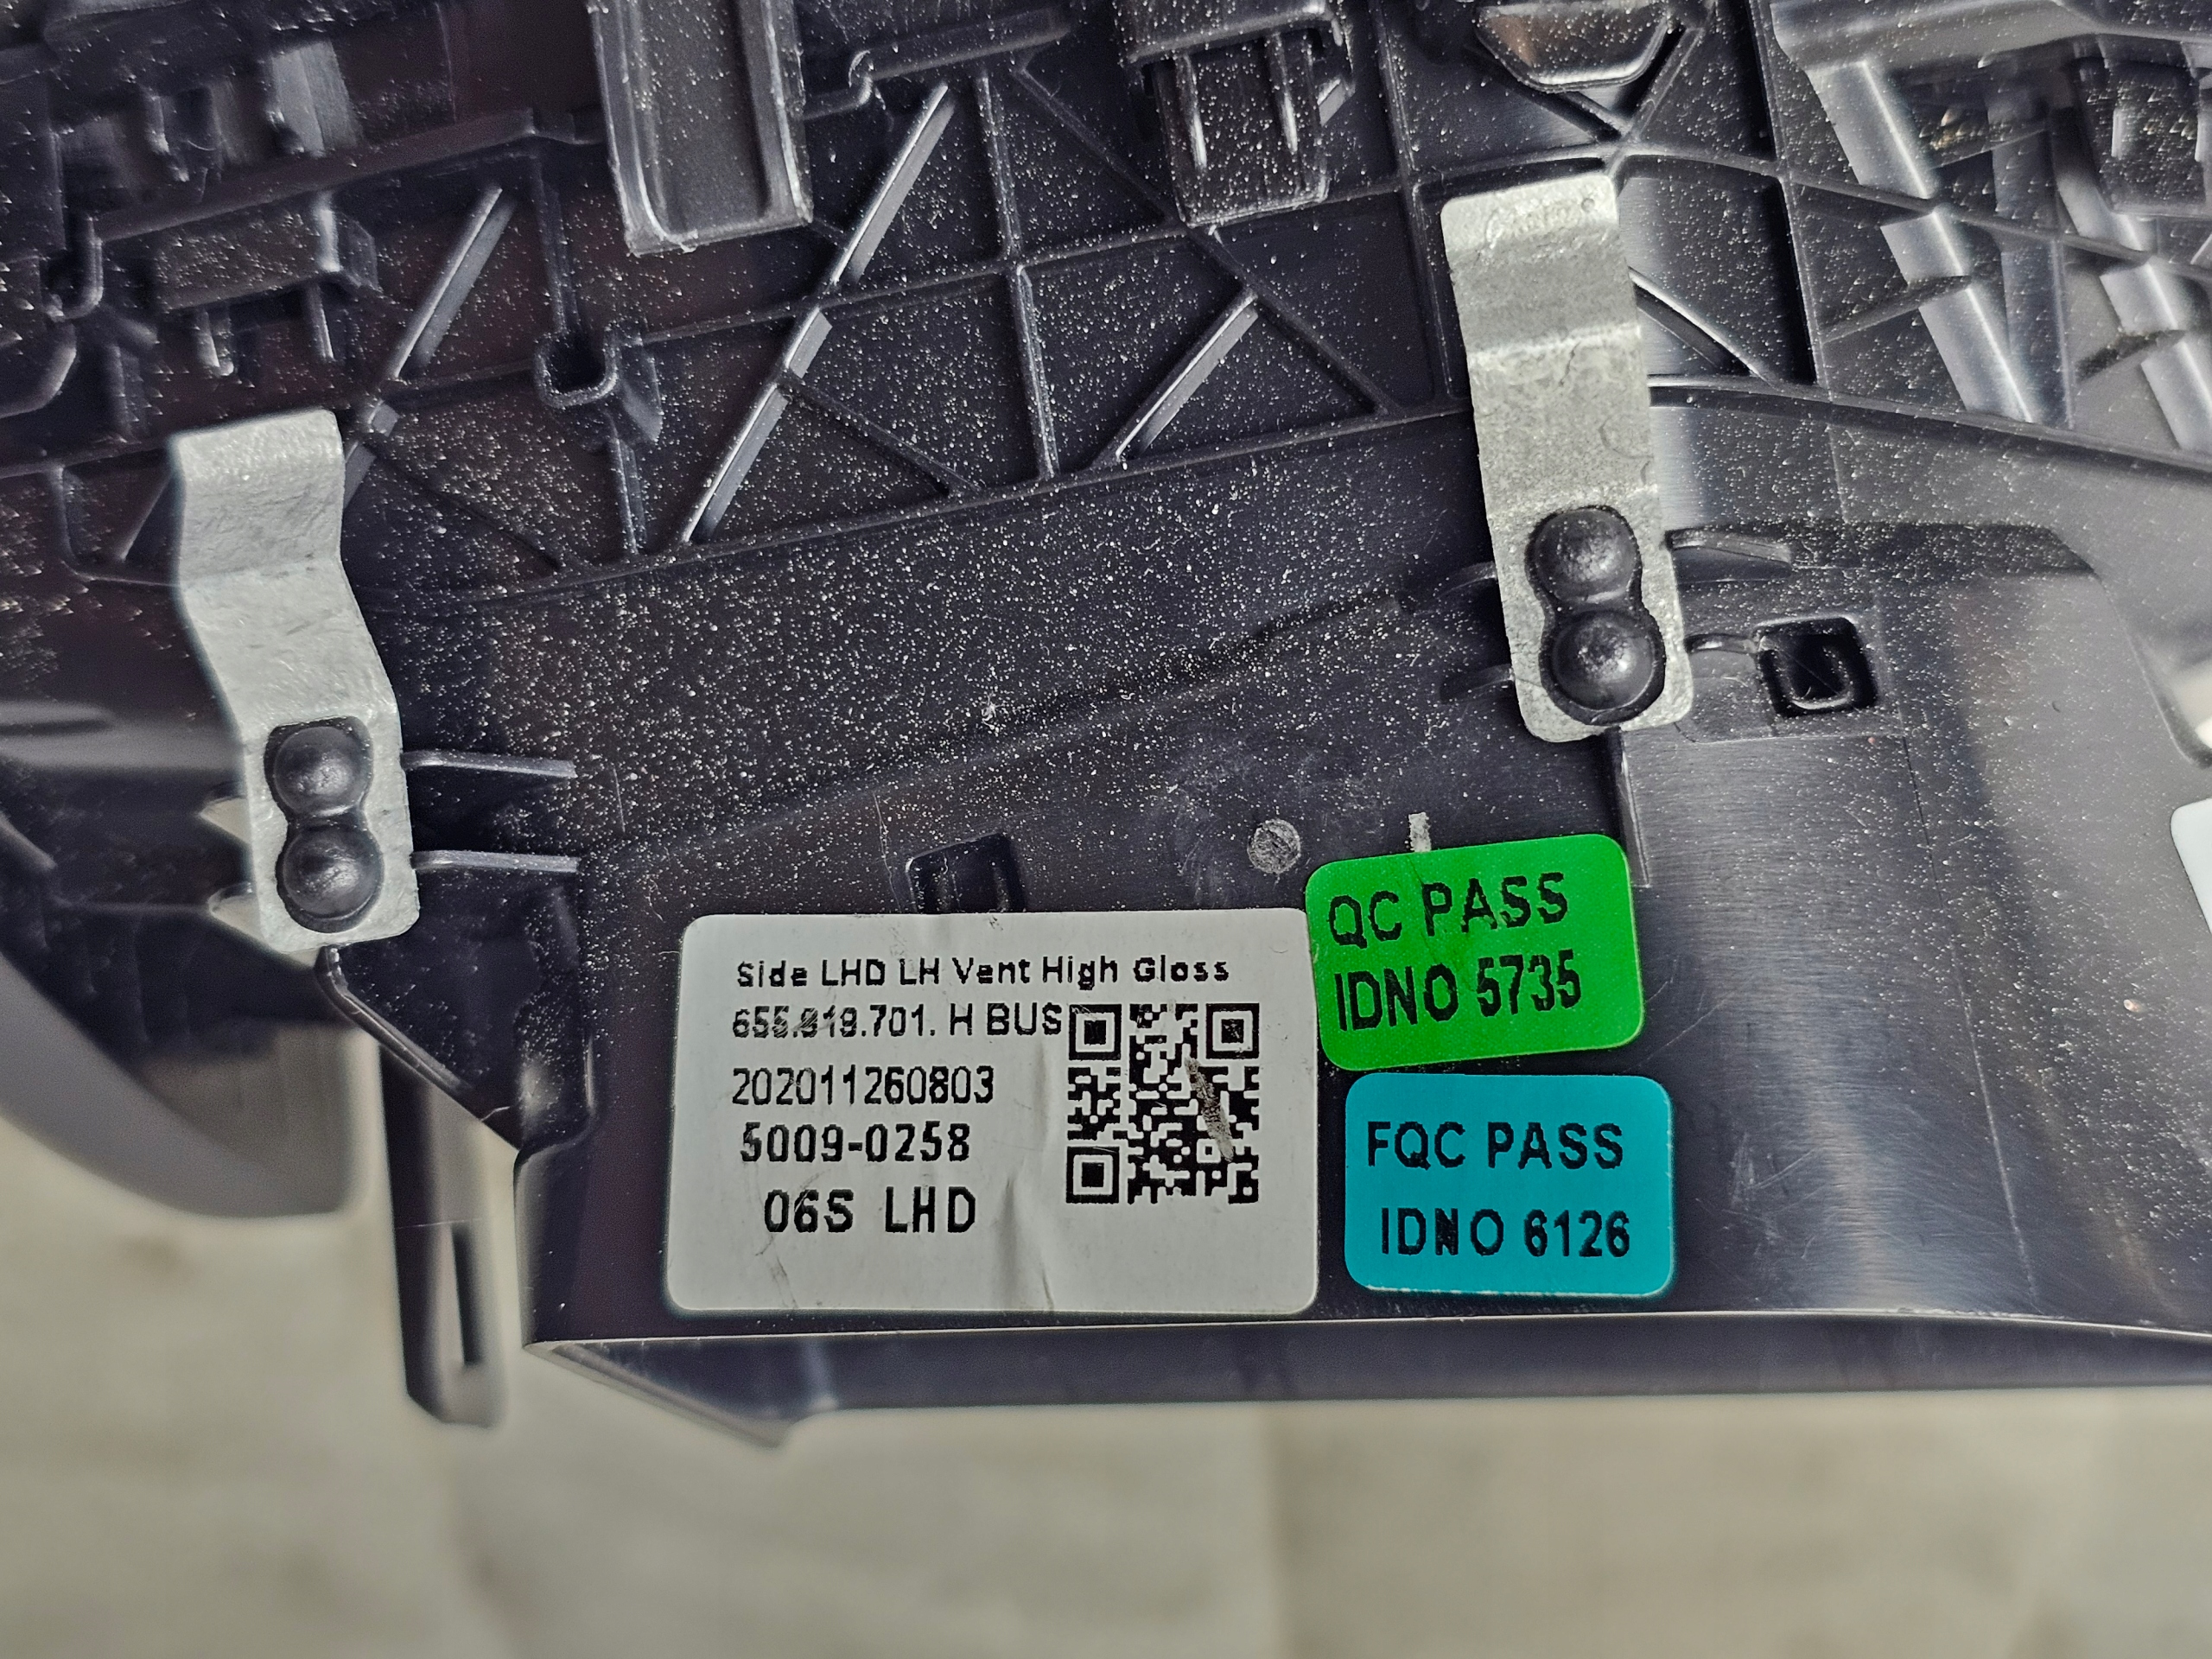 Side LHD LH Vent High Gloss
655.819.701. H BUS
202011260803
5009-0258
06S LHD
QC PASS
IDNO 5735
FQC PASS
IDNO 6126